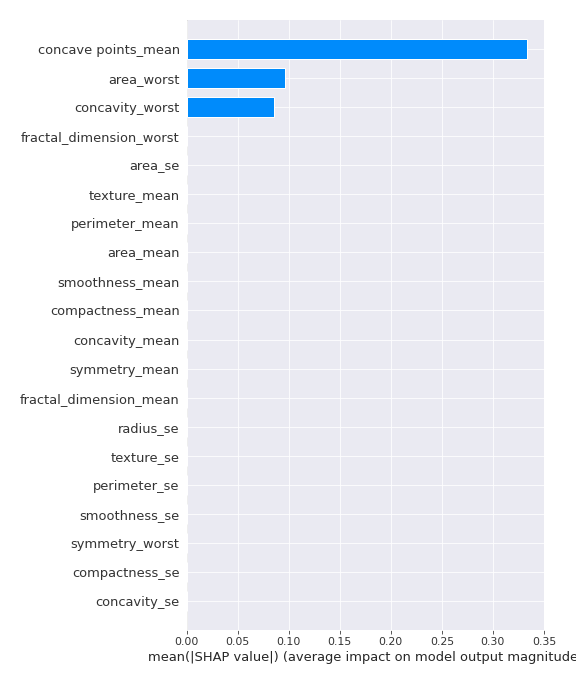 concave points_mean
area_worst
concavity_worst
fractal_dimension_worst
area_se
texture_mean
perimeter_mean
area_mean
smoothness_mean
compactness_mean
concavity_mean
symmetry_mean
fractal_dimension_mean
radius_se
texture_se
perimeter_se
smoothness_se
symmetry_worst
compactness_se
concavity_se
0.00 0.05 0.10 0.15 0.20 0.25 0.30 0.35
mean(|SHAP value|) (average impact on model output magnitude